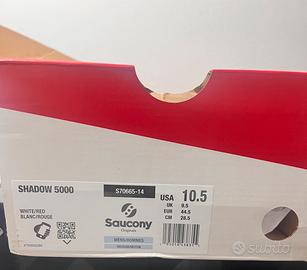 SHADOW 5000
S70665-14
WHITE/RED
BLANC/ROUGE
Saucony
Originals
MENS/HOMMES
USA 10.5
UK 9.5
EUR 44.5
CM 28.5
subito